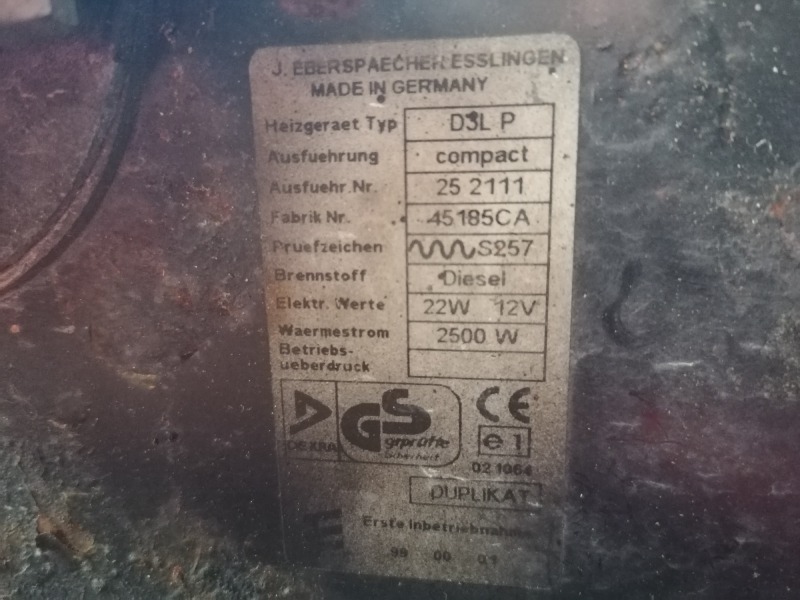 J. EBERSPAECHER ESSLINGEN
MADE IN GERMANY
Heizgeraet Typ D3L P
Ausfuehrung compact
Ausfuehr.Nr. 25 2111
Fabrik Nr. 45185CA
Pruefzeichen S257
Brennstoff Diesel
Elektr. Werte 22W 12V
Waermestrom 2500 W
Betriebs-
ueberdruck
DEKRA GS geprüfte
Sicherheit
CE
e1
021064
DUPLIKAT
Erste Inbetriebnahme
99 00 01